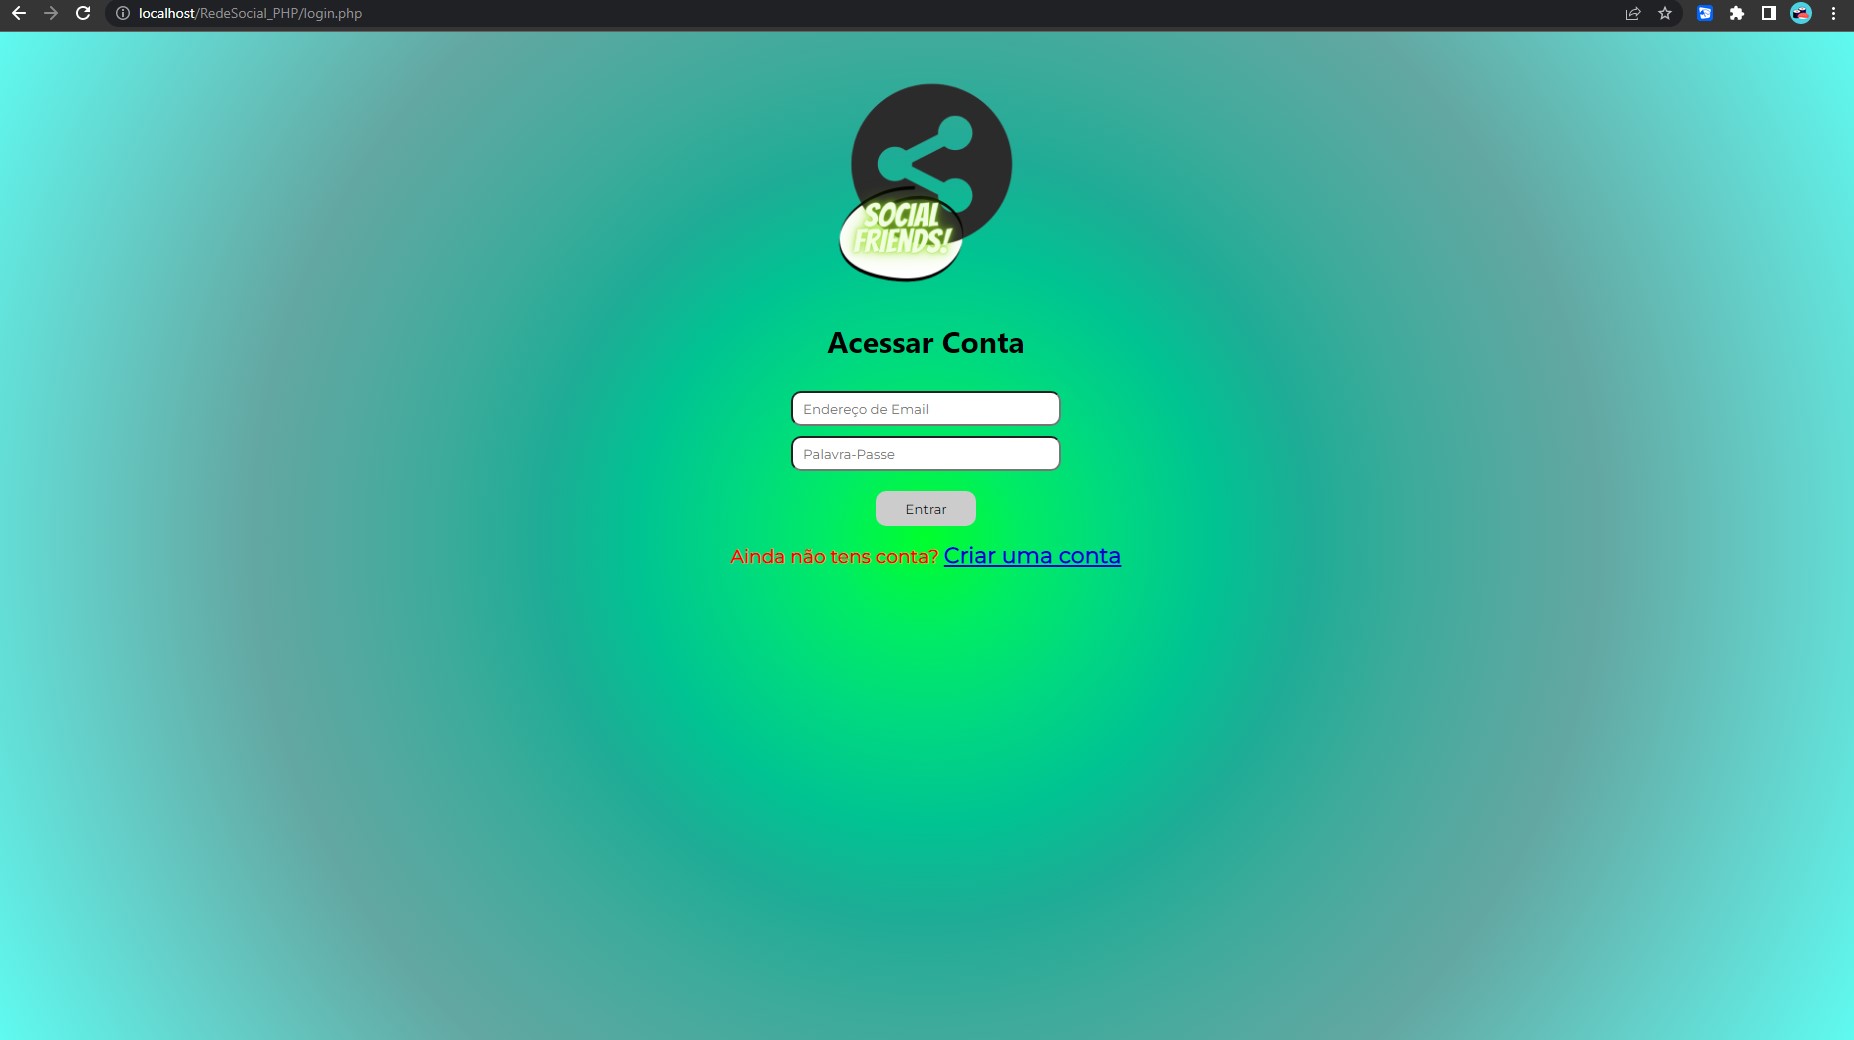 localhost/RedeSocial_PHP/login.php
SOCIAL
FRIENDS!
Acessar Conta
Endereço de Email
Palavra-Passe
Entrar
Ainda não tens conta? Criar uma conta